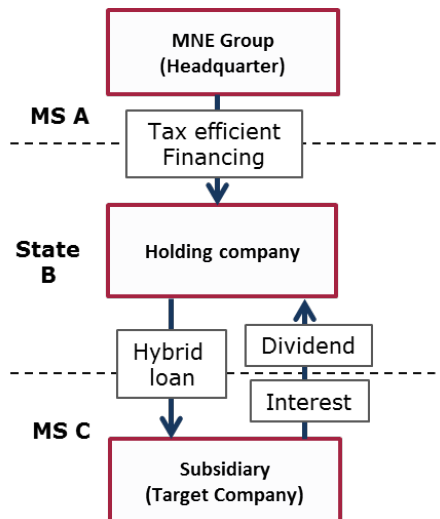 MNE Group
(Headquarter)
MS A
Tax efficient
Financing
State
B
Holding company
Hybrid
loan
Dividend
Interest
MS C
Subsidiary
(Target Company)